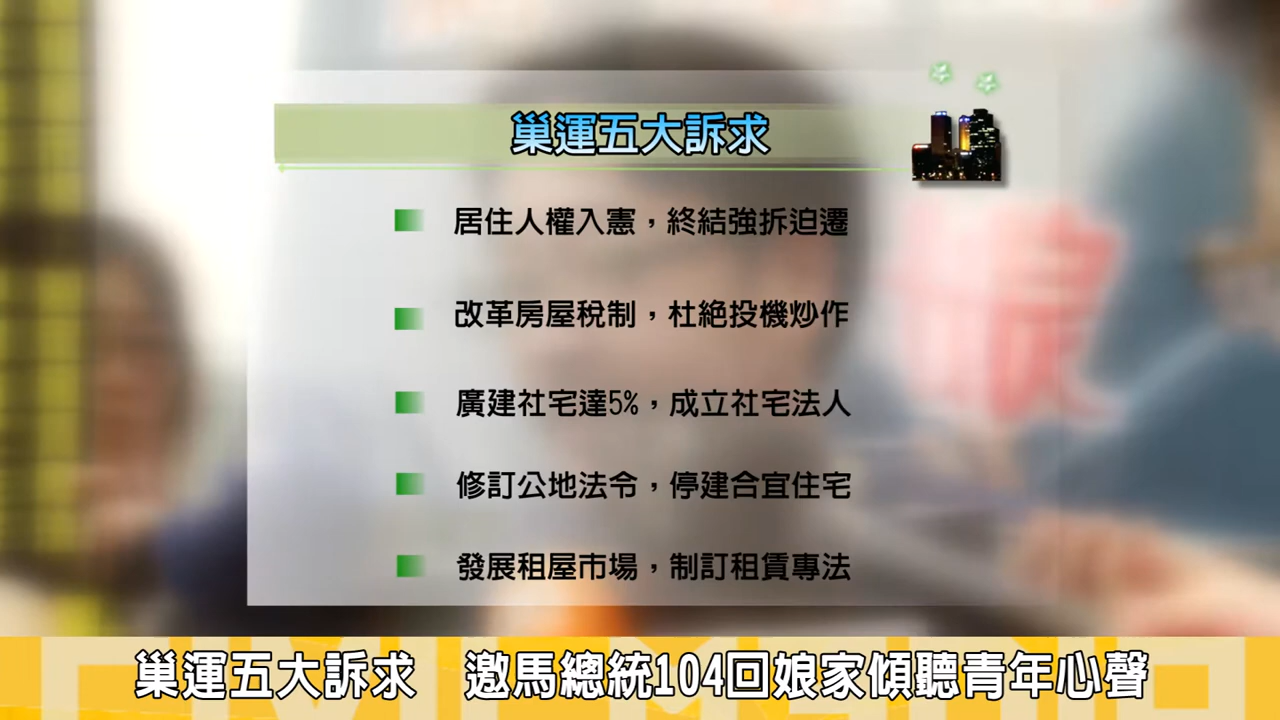 巢運五大訴求
居住人權入憲，終結強拆迫遷
改革房屋稅制，杜絕投機炒作
廣建社宅達5%，成立社宅法人
修訂公地法令，停建合宜住宅
發展租屋市場，制訂租賃專法
巢運五大訴求 邀馬總統104回娘家傾聽青年心聲